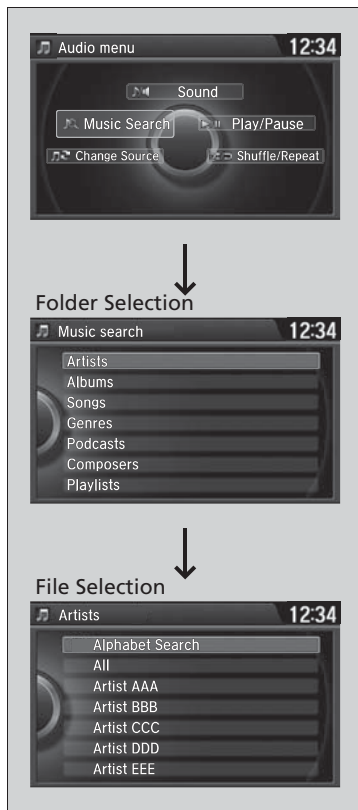 Audio menu 12:34
Sound
Music Search Play/Pause
Change Source Shuffle/Repeat
Folder Selection
Music search 12:34
Artists
Albums
Songs
Genres
Podcasts
Composers
Playlists
File Selection
Artists 12:34
Alphabet Search
All
Artist AAA
Artist BBB
Artist CCC
Artist DDD
Artist EEE